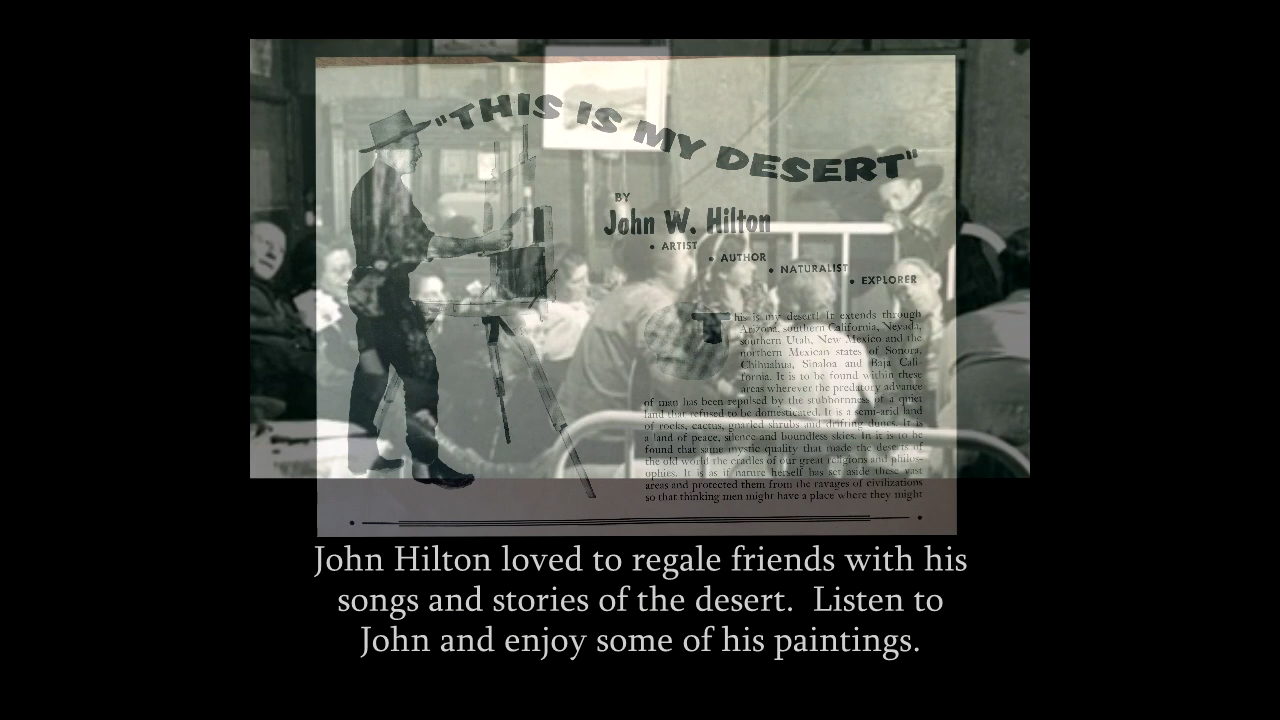 "THIS IS MY DESERT"
BY
John W. Hilton
• ARTIST
• AUTHOR
• NATURALIST
• EXPLORER
This is my desert! It extends through
Arizona, southern California, Nevada,
southern Utah, New Mexico and the
northern Mexican states of Sonora,
Chihuahua, Sinaloa and Baja Cali-
fornia. It is to be found within these
areas wherever the predatory advance
of man has been repulsed by the stubbornness of a quiet
land that refused to be domesticated. It is a semi-arid land
of rocks, cactus, gnarled shrubs and drifting dunes. It is
a land of peace, silence and boundless skies. In it is to be
found that same mystic quality that made the deserts of
the old world the cradles of our great religions and philos-
ophies. It is as if nature herself has set aside these vast
areas and protected them from the ravages of civilizations
so that thinking men might have a place where they might
John Hilton loved to regale friends with his
songs and stories of the desert.  Listen to
John and enjoy some of his paintings.